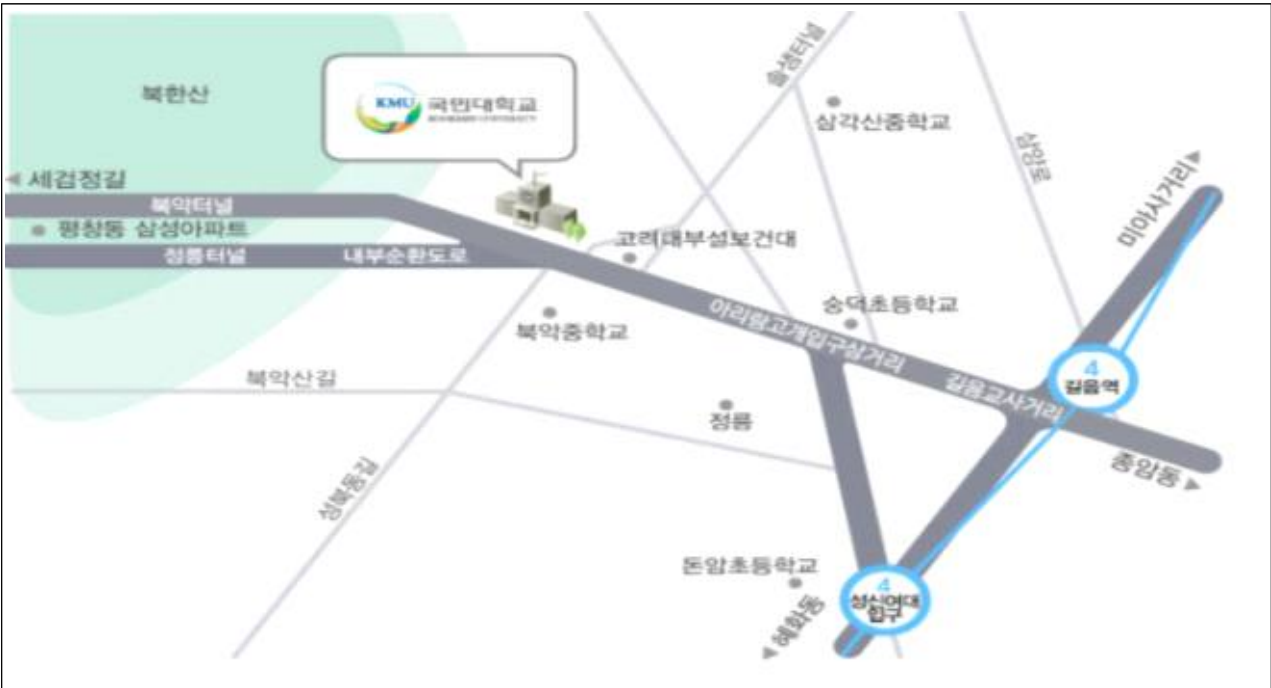 북한산
KMU 국민대학교
솔샘터널
삼각산중학교
삼양로
미아사거리
세검정길
북악터널
평창동 삼성아파트
정릉터널
내부순환도로
고려대부설보건대
숭덕초등학교
아리랑고개입구삼거리
북악중학교
4
길음역
북악산길
길음교사거리
정릉
종암동
성북동길
돈암초등학교
4
성신여대
입구
혜화동